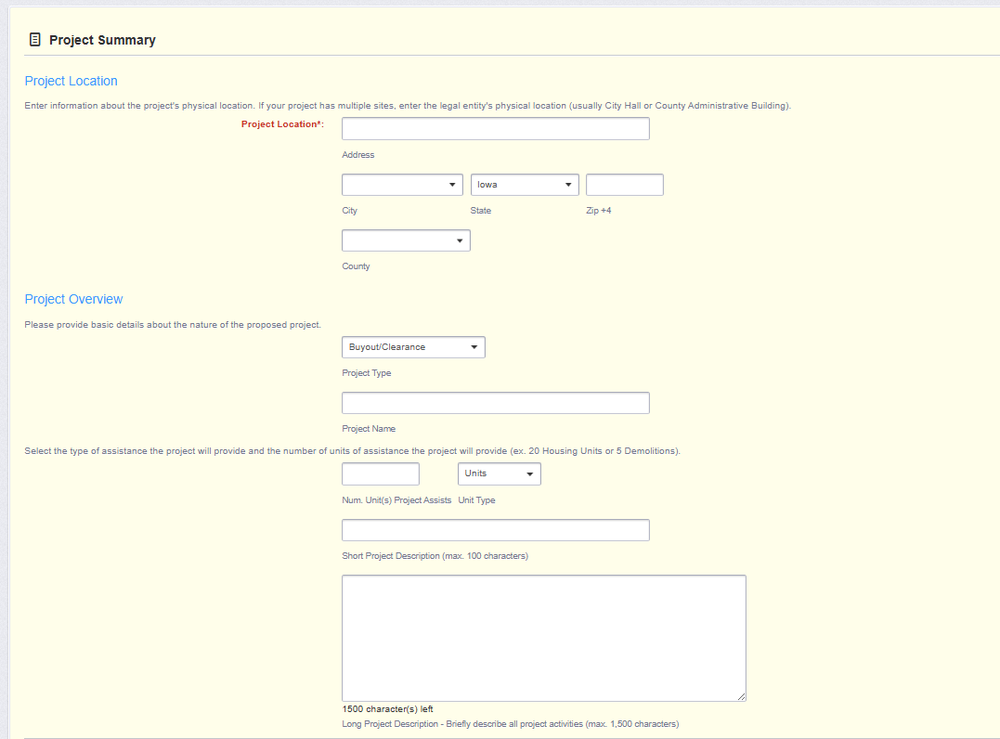 Project Summary
Project Location
Enter information about the project's physical location. If your project has multiple sites, enter the legal entity's physical location (usually City Hall or County Administrative Building).
Project Location*:
Address
Iowa
City State Zip +4
County
Project Overview
Please provide basic details about the nature of the proposed project.
Buyout/Clearance
Project Type
Project Name
Select the type of assistance the project will provide and the number of units of assistance the project will provide (ex. 20 Housing Units or 5 Demolitions).
Units
Num. Unit(s) Project Assists Unit Type
Short Project Description (max. 100 characters)
1500 character(s) left
Long Project Description - Briefly describe all project activities (max. 1,500 characters)